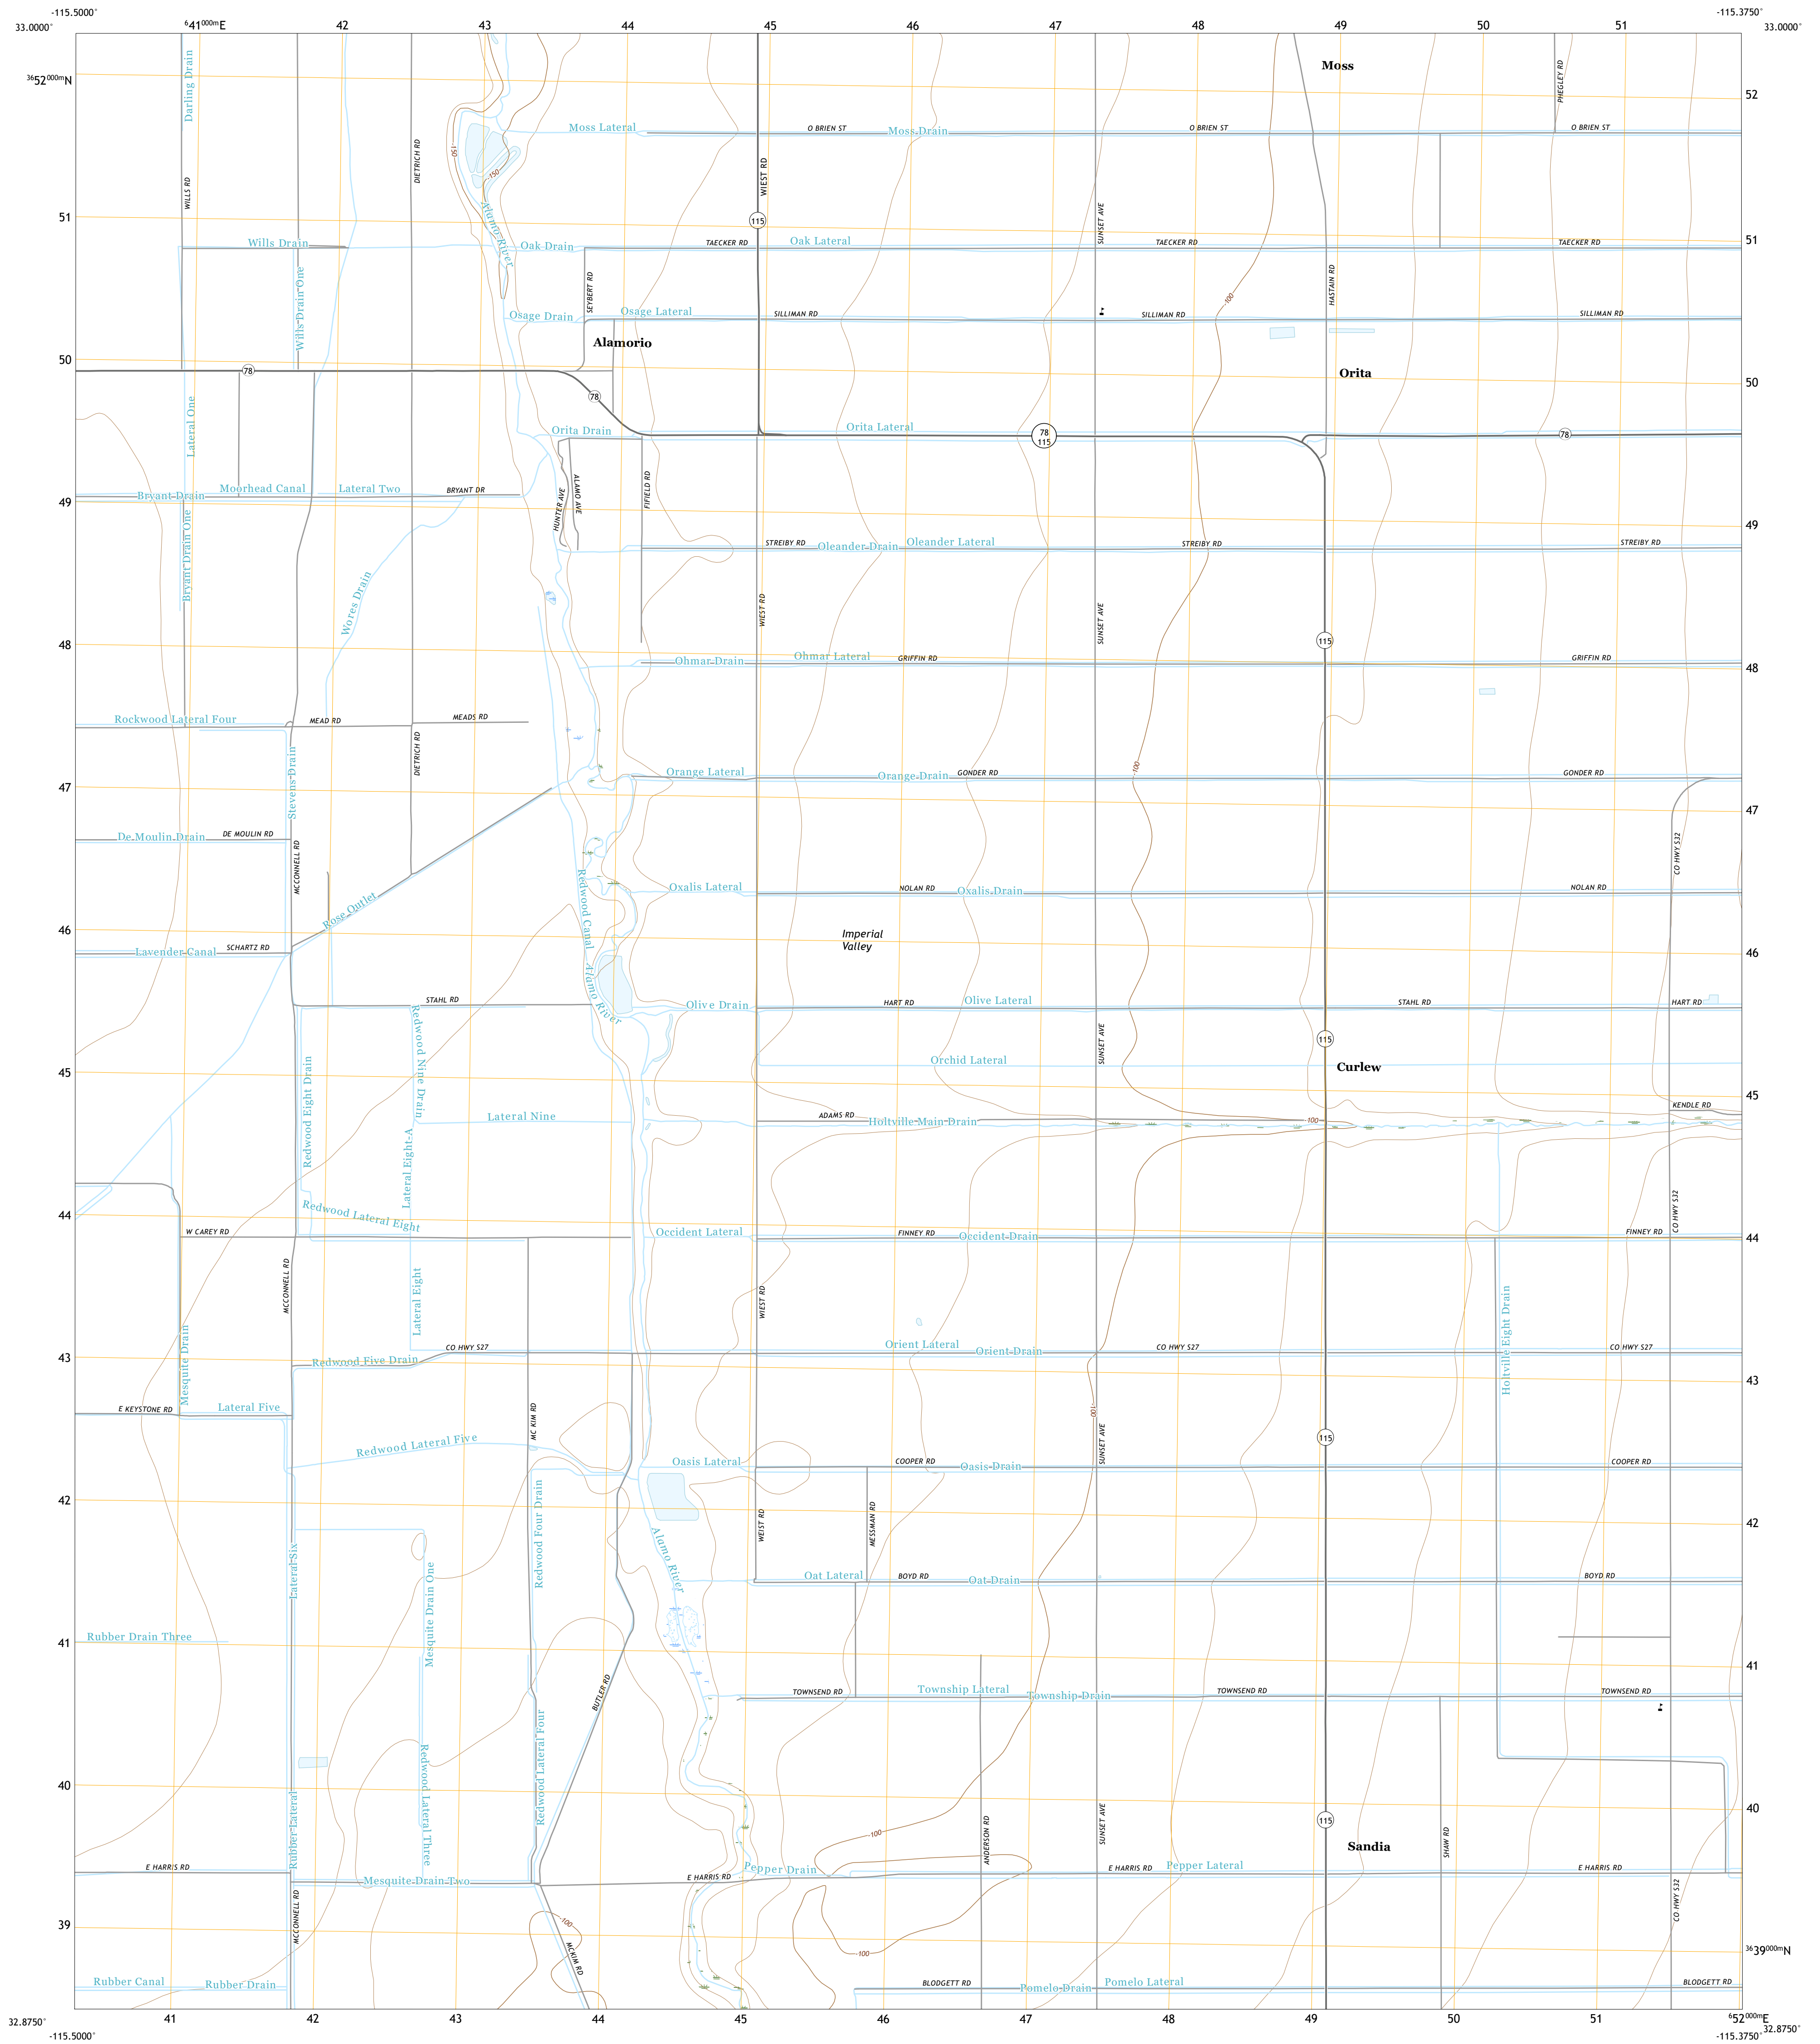 -115.5000°
-115.3750°
33.0000°
⁶41⁰⁰⁰ᵐE
42
43
44
45
46
47
48
49
50
51
33.0000°
Moss
³⁶52⁰⁰⁰ᵐN
52
Darling Drain
PHEGLEY RD
Moss Lateral
O BRIEN ST
Moss Drain
O BRIEN ST
O BRIEN ST
150
DIETRICH RD
-150
WIEST RD
WILLS RD
51
115
Alamo River
SUNSET AVE
51
Wills Drain
Oak Drain
TAECKER RD
Oak Lateral
TAECKER RD
TAECKER RD
Wills Drain One
SEYBERT RD
HASTAIN RD
-100
Osage Drain
Osage Lateral
SILLIMAN RD
SILLIMAN RD
SILLIMAN RD
Alamorio
50
78
Orita
50
78
Lateral One
Orita Drain
Orita Lateral
78
115
78
Moorhead Canal
Lateral Two
BRYANT DR
Bryant Drain
HUNTER AVE
ALAMO AVE
FIFIELD RD
49
49
Bryant Drain One
STREIBY RD
Oleander Drain
Oleander Lateral
STREIBY RD
STREIBY RD
Wores Drain
WIEST RD
SUNSET AVE
48
115
Ohmar Drain
Ohmar Lateral
GRIFFIN RD
GRIFFIN RD
48
Rockwood Lateral Four
MEAD RD
MEADS RD
DIETRICH RD
Stevens Drain
-100
Orange Lateral
Orange Drain
GONDER RD
GONDER RD
47
47
De Moulin Drain
DE MOULIN RD
MCCONNELL RD
CO HWY S32
Oxalis Lateral
NOLAN RD
Oxalis Drain
NOLAN RD
Rose Outlet
Redwood Canal
46
Imperial
Valley
Lavender Canal
SCHARTZ RD
46
Alamo River
STAHL RD
Olive Drain
HART RD
Olive Lateral
STAHL RD
HART RD
Redwood Nine Drain
SUNSET AVE
115
Redwood Eight Drain
Orchid Lateral
Curlew
45
45
Lateral Nine
ADAMS RD
Holtville Main Drain
-100
KENDLE RD
Lateral Eight-A
CO HWY S32
44
Redwood Lateral Eight
W CAREY RD
Occident Lateral
FINNEY RD
Occident Drain
FINNEY RD
44
MCCONNELL RD
Lateral Eight
WIEST RD
Holtville Eight Drain
Mesquite Drain
Orient Lateral
CO HWY S27
Orient Drain
CO HWY S27
CO HWY S27
43
Redwood Five Drain
43
E KEYSTONE RD
Lateral Five
MC KIM RD
-100
Redwood Lateral Five
SUNSET AVE
115
Oasis Lateral
COOPER RD
Oasis Drain
COOPER RD
42
Redwood Four Drain
WEIST RD
MESSMAN RD
42
Alamo River
Lateral Six
Mesquite Drain One
Oat Lateral
BOYD RD
Oat Drain
BOYD RD
Rubber Drain Three
41
41
BUTLER RD
TOWNSEND RD
Township Lateral
Township Drain
TOWNSEND RD
TOWNSEND RD
Redwood Lateral Four
Redwood Lateral Three
40
40
Rubber Lateral
-100
ANDERSON RD
SUNSET AVE
115
SHAW RD
Sandia
E HARRIS RD
Mesquite Drain Two
E HARRIS RD
Pepper Drain
E HARRIS RD
Pepper Lateral
E HARRIS RD
MCCONNELL RD
CO HWY S32
39
-100
MCKIM RD
-100
³⁶39⁰⁰⁰ᵐN
Rubber Canal
Rubber Drain
BLODGETT RD
Pomelo Drain
Pomelo Lateral
BLODGETT RD
32.8750°
41
42
43
44
45
46
47
48
49
50
51
⁶52⁰⁰⁰ᵐE
32.8750°
-115.5000°
-115.3750°